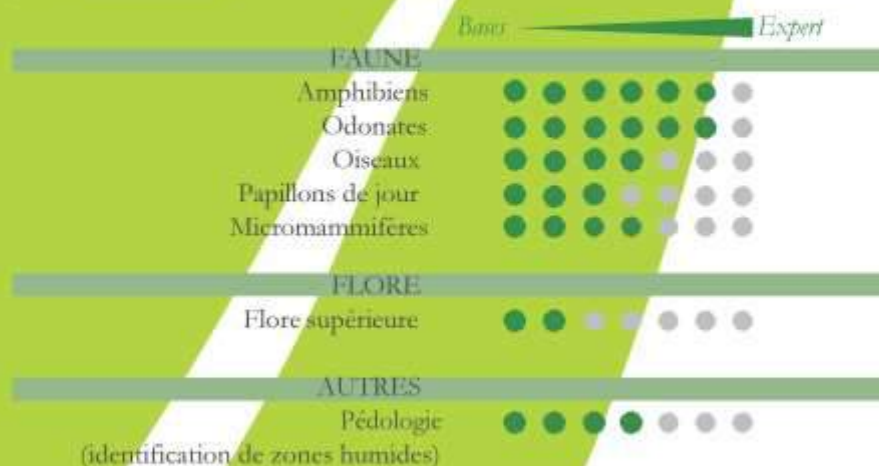 Bases Expert
FAUNE
Amphibiens
Odonates
Oiseaux
Papillons de jour
Micromammifères
FLORE
Flore supérieure
AUTRES
Pédologie
(identification de zones humides)